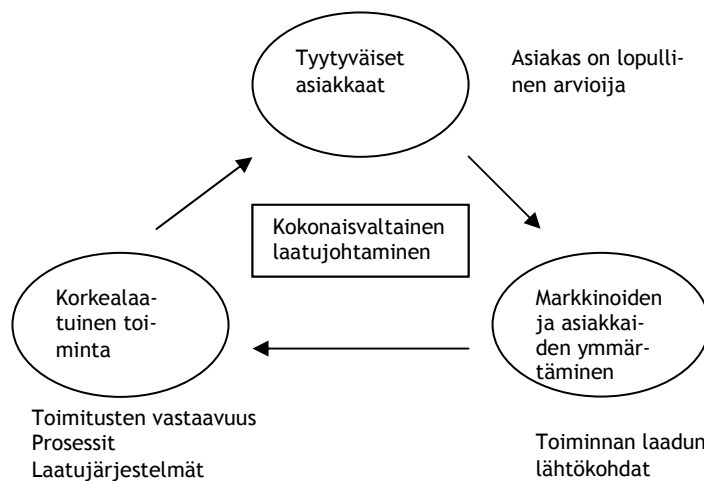 Tyytyväiset
asiakkaat
Asiakas on lopulli-
nen arvioija
Kokonaisvaltainen
laatujohtaminen
Korkealaa-
tuinen toi-
minta
Markkinoiden
ja asiakkai-
den ymmär-
täminen
Toimitusten vastaavuus
Prosessit
Laatujärjestelmät
Toiminnan laadun
lähtökohdat